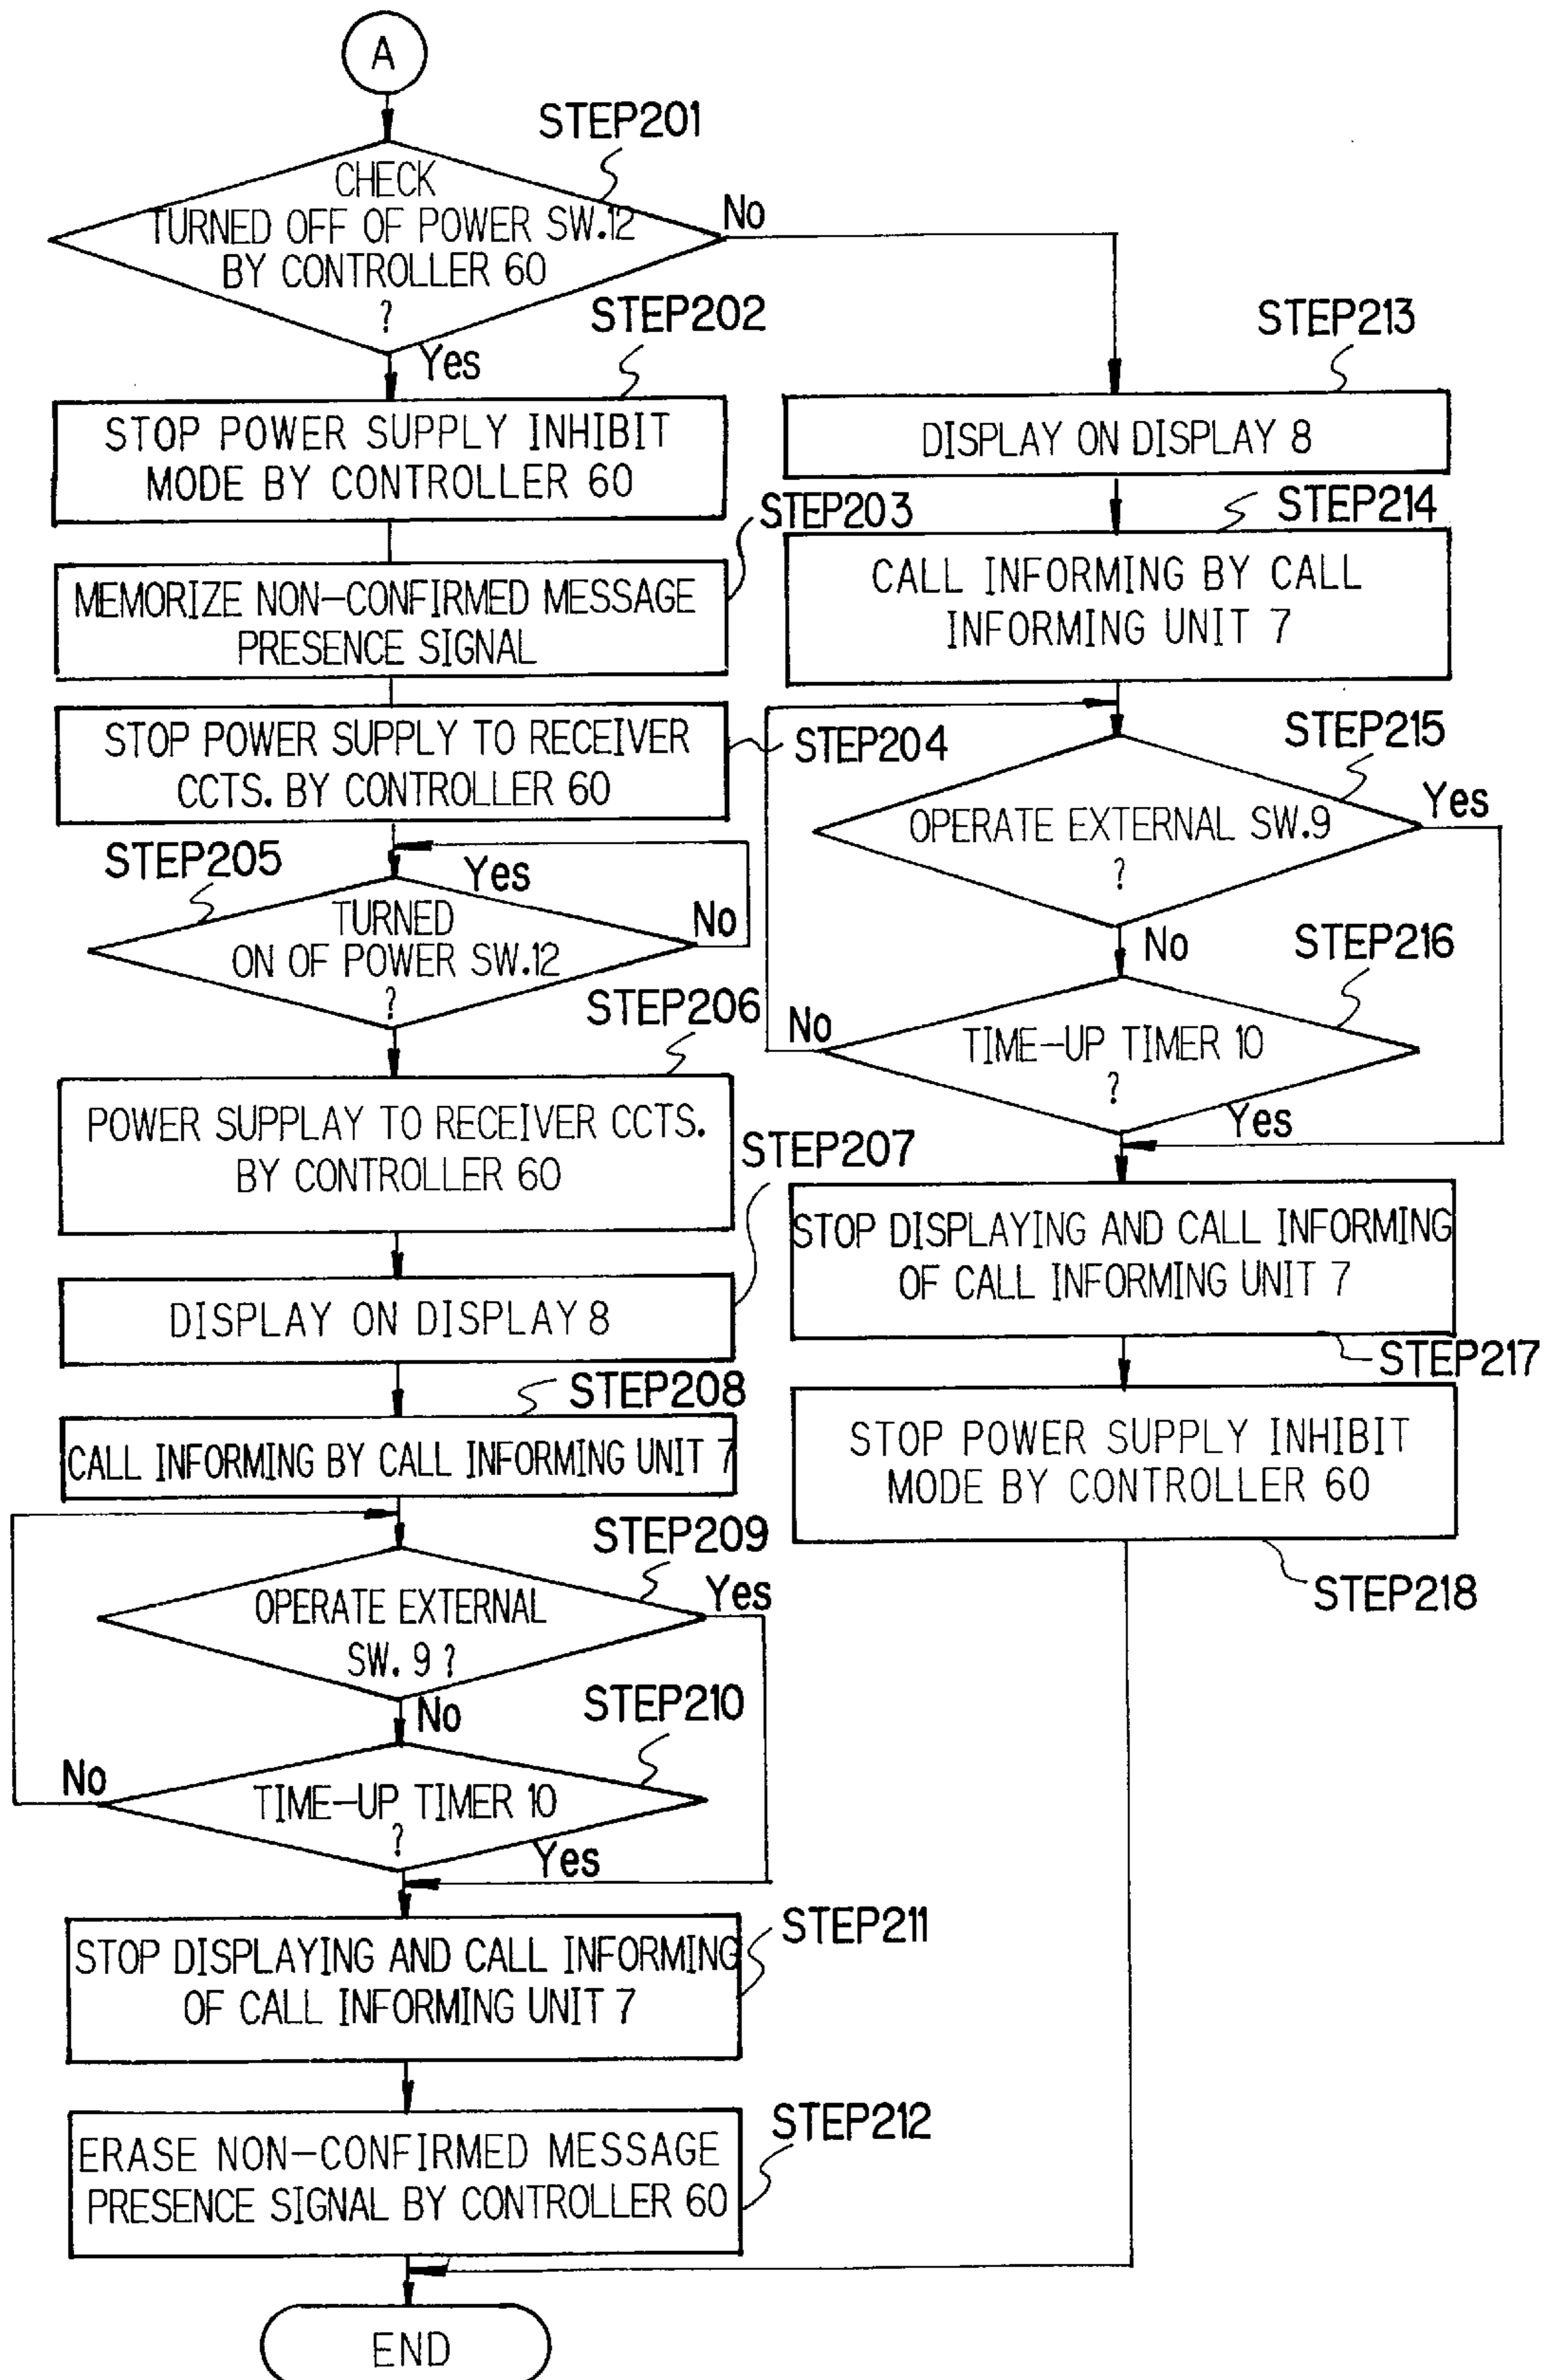 A
STEP201
CHECK
TURNED OFF OF POWER SW.12
BY CONTROLLER 60
?
No
Yes
STEP202
STOP POWER SUPPLY INHIBIT
MODE BY CONTROLLER 60
STEP203
MEMORIZE NON-CONFIRMED MESSAGE
PRESENCE SIGNAL
STOP POWER SUPPLY TO RECEIVER
CCTS. BY CONTROLLER 60
STEP204
STEP205
Yes
TURNED
ON OF POWER SW.12
?
No
STEP206
POWER SUPPLAY TO RECEIVER CCTS.
BY CONTROLLER 60
STEP207
DISPLAY ON DISPLAY 8
STEP208
CALL INFORMING BY CALL INFORMING UNIT 7
STEP209
OPERATE EXTERNAL
SW. 9 ?
Yes
No
STEP210
No
TIME-UP TIMER 10
?
Yes
STEP211
STOP DISPLAYING AND CALL INFORMING
OF CALL INFORMING UNIT 7
STEP212
ERASE NON-CONFIRMED MESSAGE
PRESENCE SIGNAL BY CONTROLLER 60
END
STEP213
DISPLAY ON DISPLAY 8
STEP214
CALL INFORMING BY CALL
INFORMING UNIT 7
STEP215
OPERATE EXTERNAL SW.9
?
Yes
No
STEP216
No
TIME-UP TIMER 10
?
Yes
STOP DISPLAYING AND CALL INFORMING
OF CALL INFORMING UNIT 7
STEP217
STOP POWER SUPPLY INHIBIT
MODE BY CONTROLLER 60
STEP218